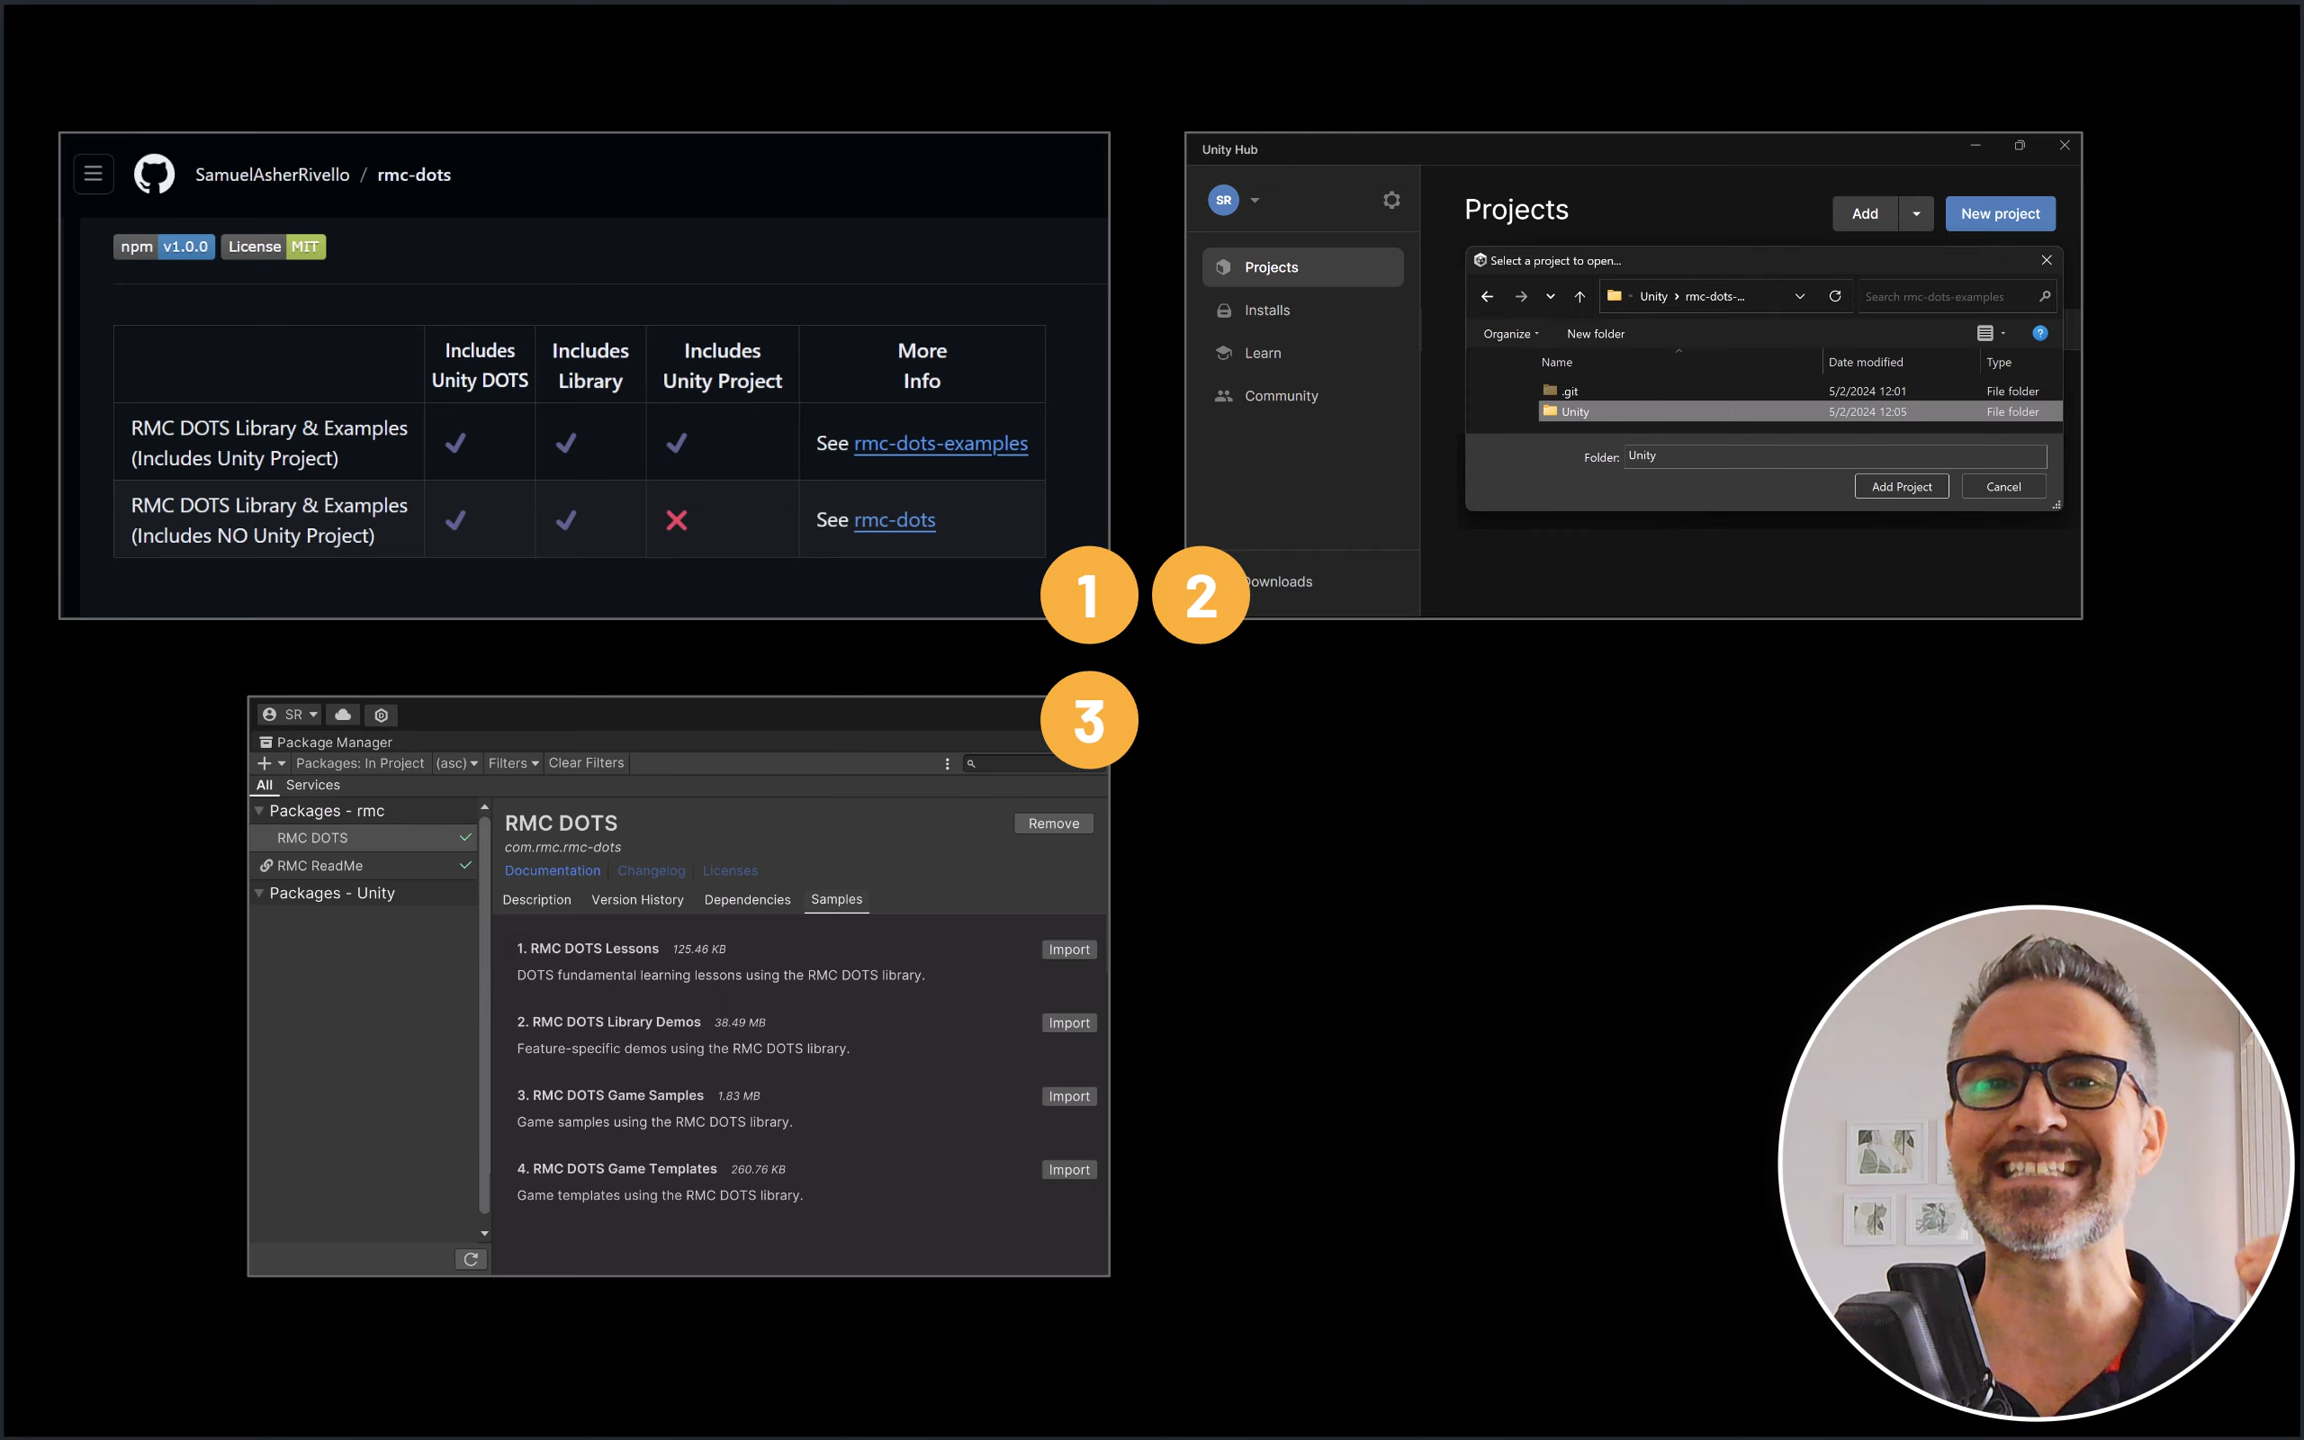 SamuelAsherRivello / rmc-dots
npm v1.0.0 License MIT
Includes Unity DOTS
Includes Library
Includes Unity Project
More Info
RMC DOTS Library & Examples
(Includes Unity Project)
See rmc-dots-examples
RMC DOTS Library & Examples
(Includes NO Unity Project)
See rmc-dots
1
2
Unity Hub
SR
Projects
Installs
Learn
Community
Downloads
Projects
Add
New project
Select a project to open...
Unity › rmc-dots-...
Search rmc-dots-examples
Organize
New folder
Name Date modified Type
.git 5/2/2024 12:01 File folder
Unity 5/2/2024 12:05 File folder
Folder: Unity
Add Project Cancel
3
SR
Package Manager
Packages: In Project (asc) Filters Clear Filters
All Services
Packages - rmc
RMC DOTS
RMC ReadMe
Packages - Unity
RMC DOTS Remove
com.rmc.rmc-dots
Documentation Changelog Licenses
Description Version History Dependencies Samples
1. RMC DOTS Lessons 125.46 KB Import
DOTS fundamental learning lessons using the RMC DOTS library.
2. RMC DOTS Library Demos 38.49 MB Import
Feature-specific demos using the RMC DOTS library.
3. RMC DOTS Game Samples 1.83 MB Import
Game samples using the RMC DOTS library.
4. RMC DOTS Game Templates 260.76 KB Import
Game templates using the RMC DOTS library.